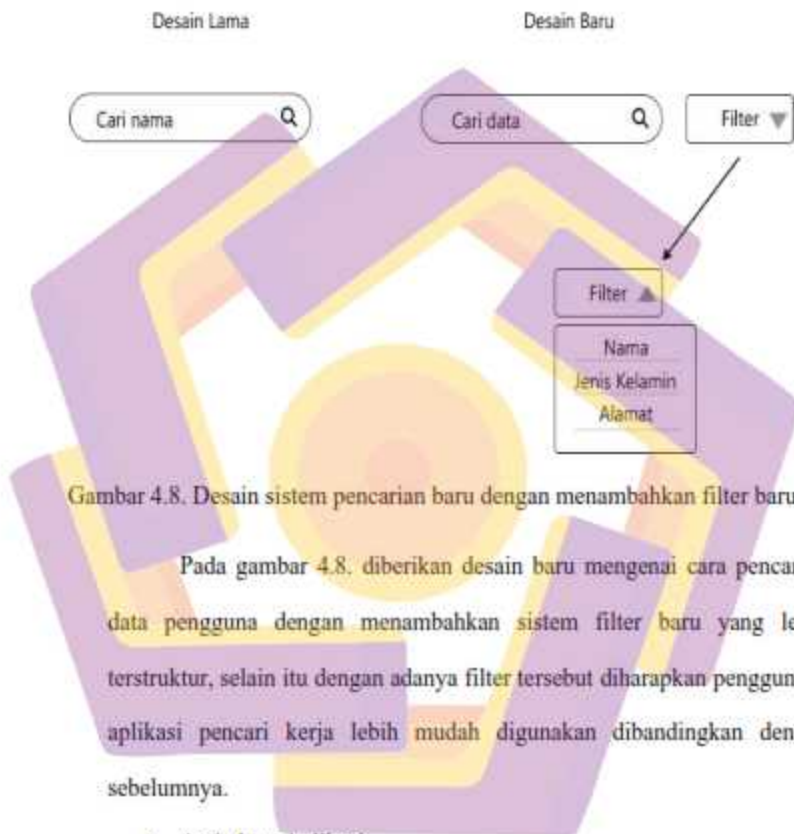 Desain Lama Desain Baru
Cari nama Cari data Filter
Filter
Nama
Jenis Kelamin
Alamat
Gambar 4.8. Desain sistem pencarian baru dengan menambahkan filter baru
Pada gambar 4.8. diberikan desain baru mengenai cara pencar
data pengguna dengan menambahkan sistem filter baru yang le
terstruktur, selain itu dengan adanya filter tersebut diharapkan penggun
aplikasi pencari kerja lebih mudah digunakan dibandingkan den
sebelumnya.